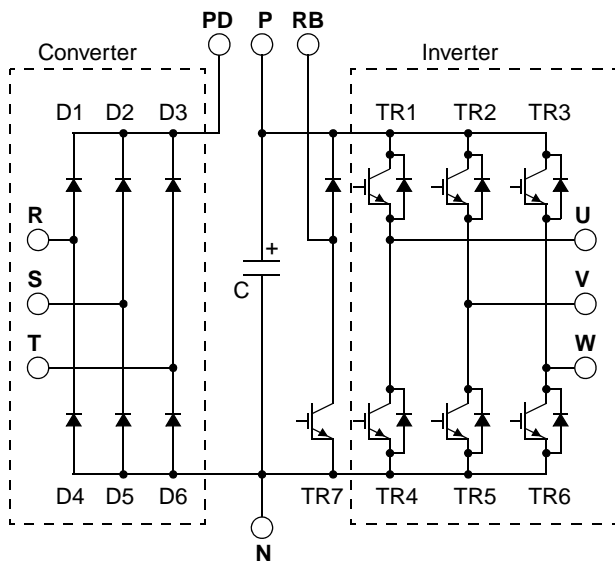 PD P RB
Converter Inverter
D1 D2 D3 TR1 TR2 TR3
R U
+
S C V
T W
D4 D5 D6 TR7 TR4 TR5 TR6
N